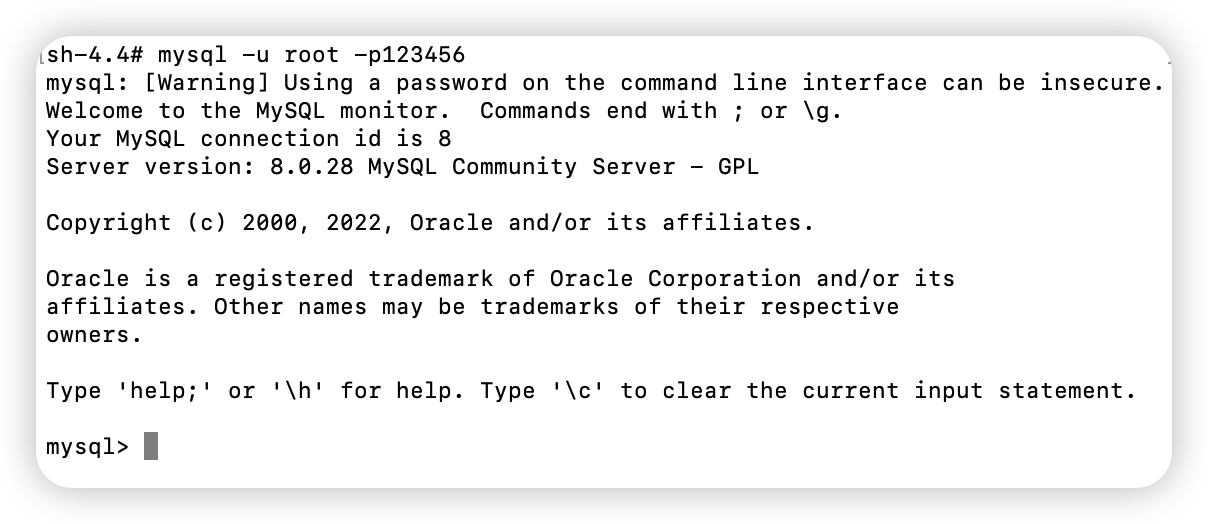 sh-4.4# mysql -u root -p123456
mysql: [Warning] Using a password on the command line interface can be insecure.
Welcome to the MySQL monitor.  Commands end with ; or \g.
Your MySQL connection id is 8
Server version: 8.0.28 MySQL Community Server - GPL

Copyright (c) 2000, 2022, Oracle and/or its affiliates.

Oracle is a registered trademark of Oracle Corporation and/or its
affiliates. Other names may be trademarks of their respective
owners.

Type 'help;' or '\h' for help. Type '\c' to clear the current input statement.

mysql>